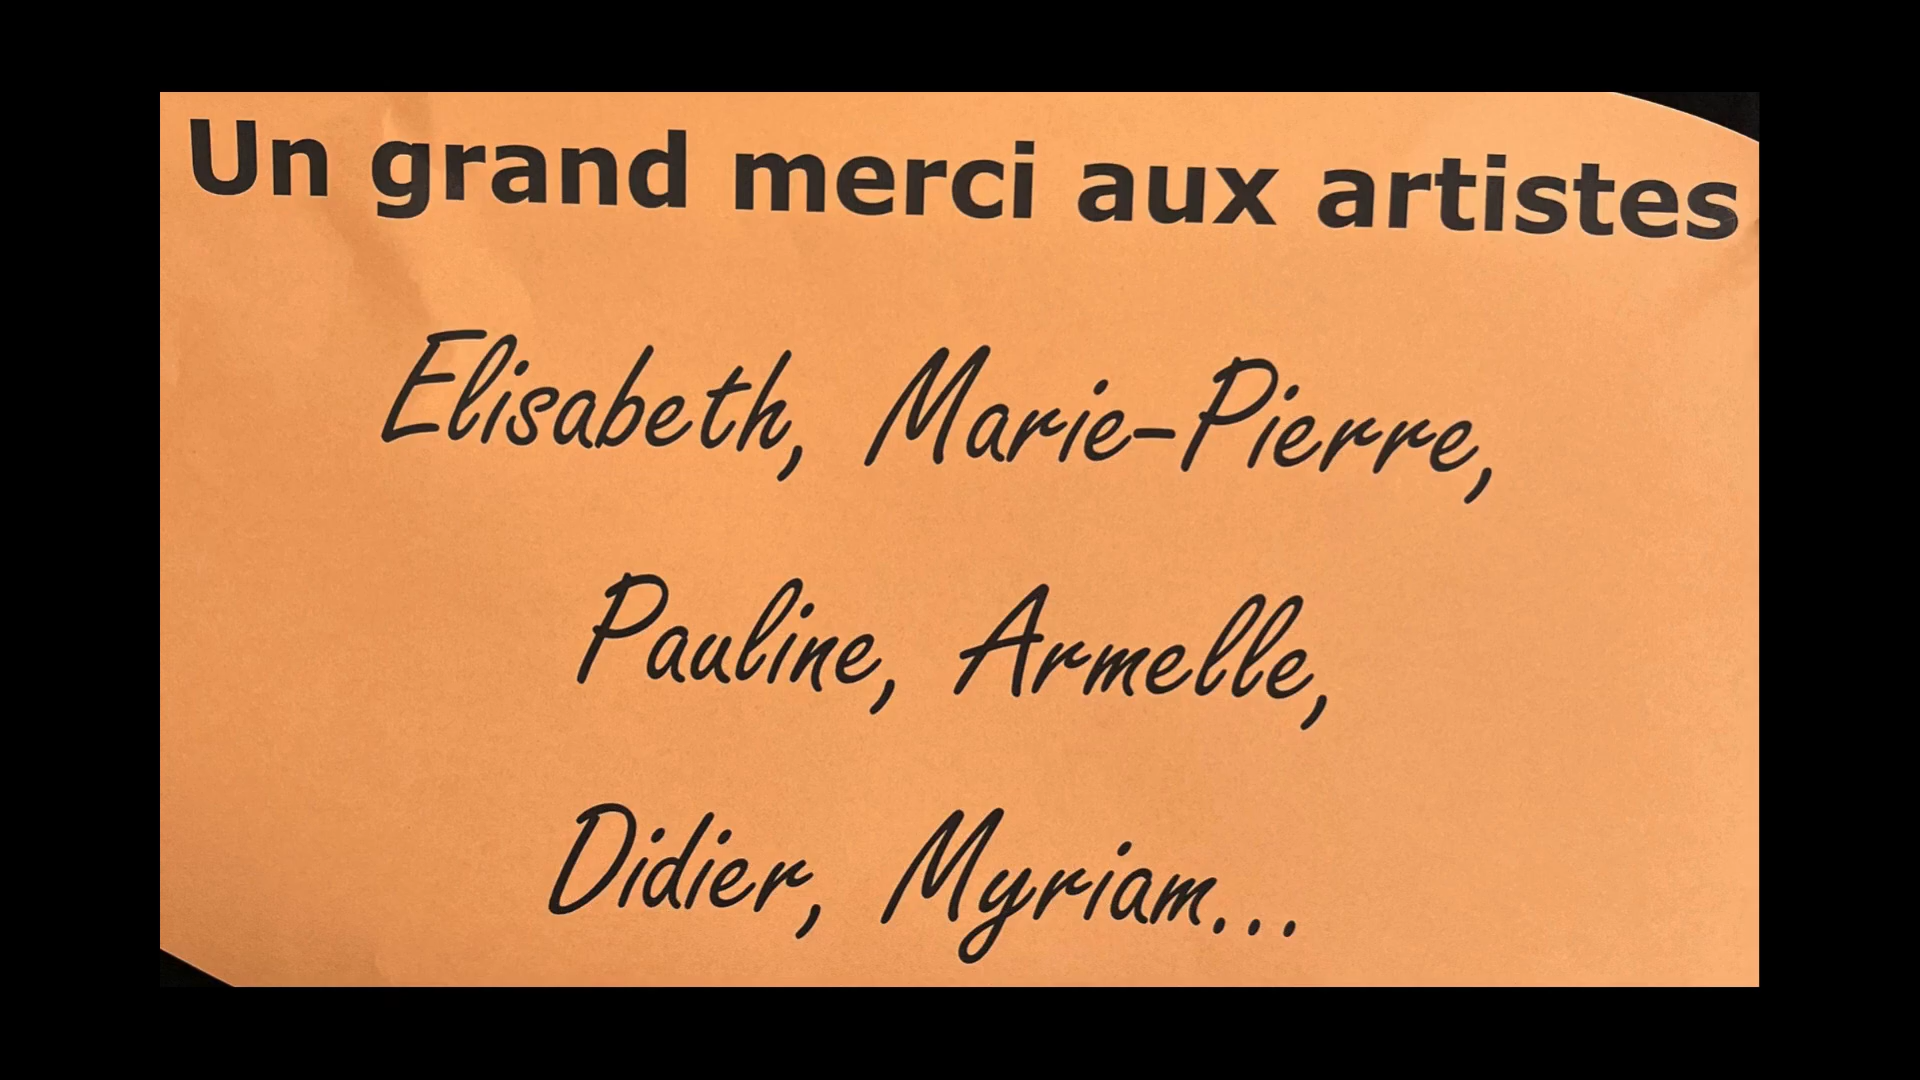 Un grand merci aux artistes
Elisabeth, Marie-Pierre,
Pauline, Armelle,
Didier, Myriam...